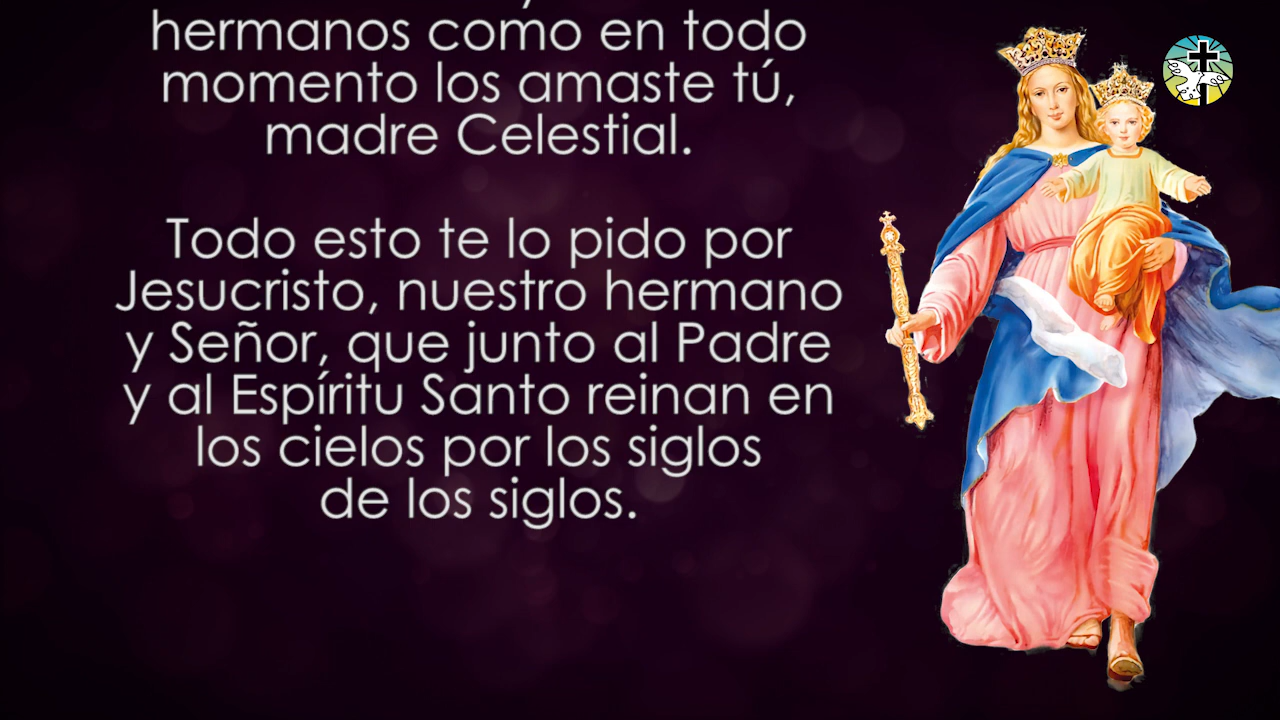 hermanos como en todo
momento los amaste tú,
madre Celestial.
Todo esto te lo pido por
Jesucristo, nuestro hermano
y Señor, que junto al Padre
y al Espíritu Santo reinan en
los cielos por los siglos
de los siglos.